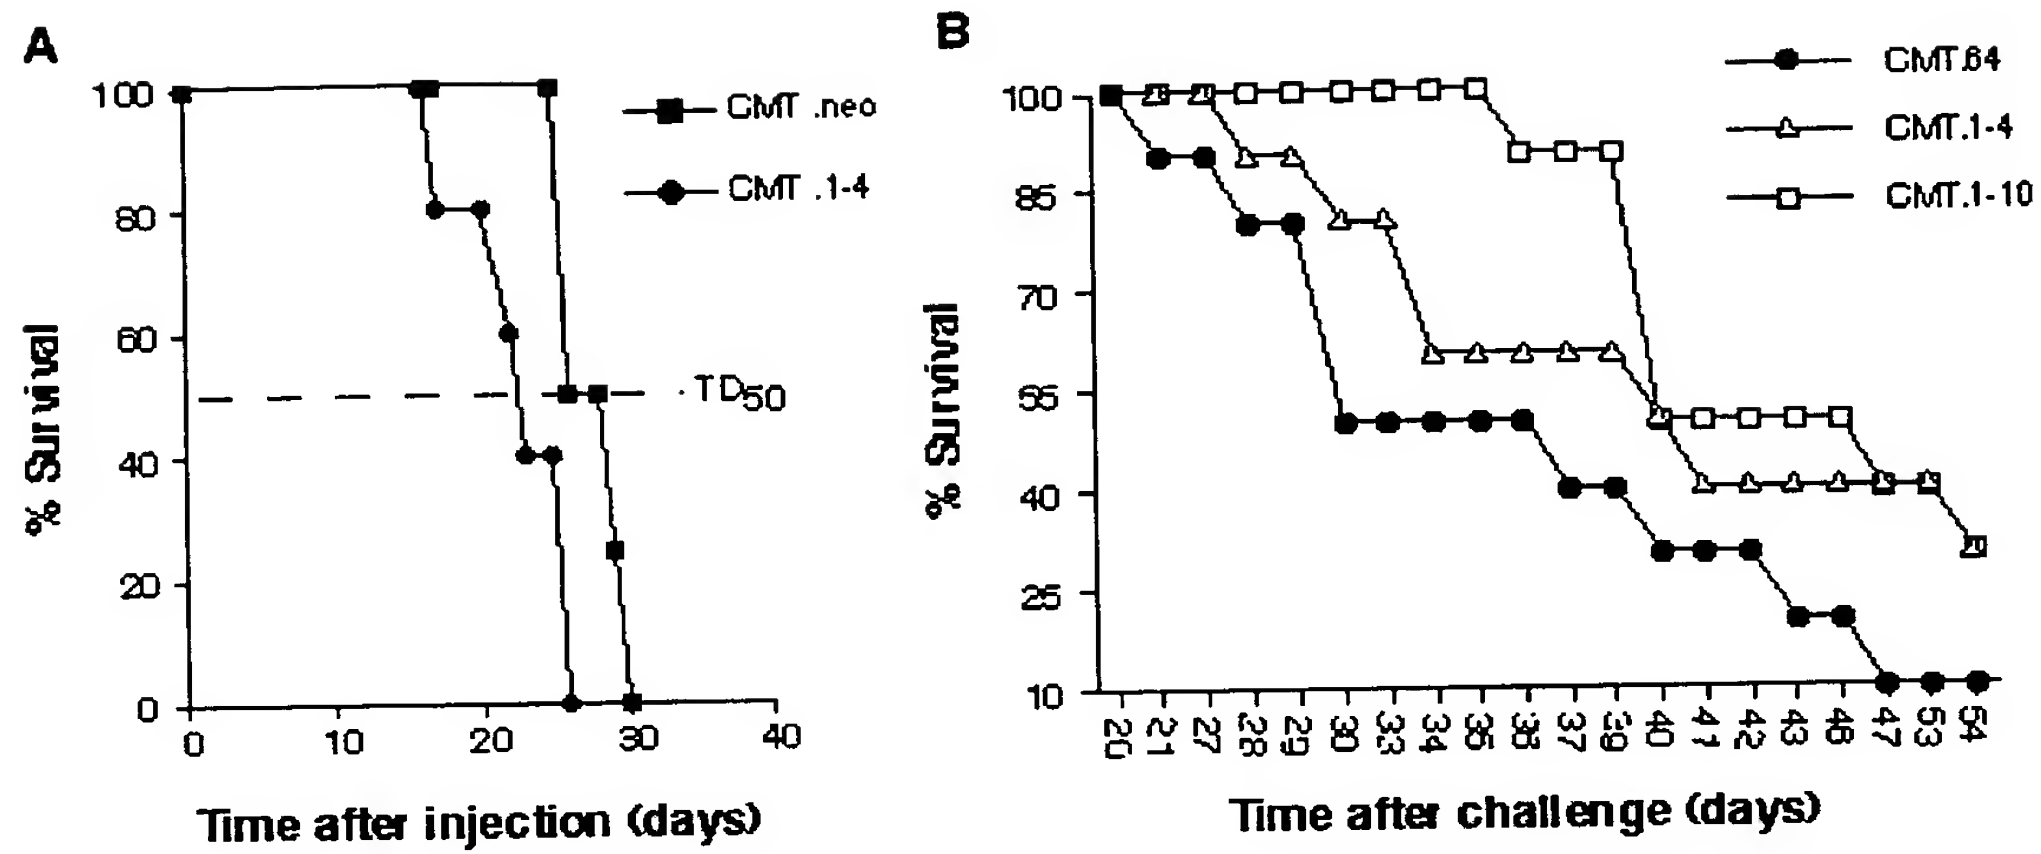 A
100
80
60
40
20
0
0 10 20 30 40
% Survival
Time after injection (days)
CMT .neo
CMT .1-4
TD50
B
100
85
70
55
40
25
10
20 21 27 28 29 30 33 34 35 36 37 39 40 41 42 43 46 47 53 54
% Survival
Time after challenge (days)
CMT.64
CMT.1-4
CMT.1-10